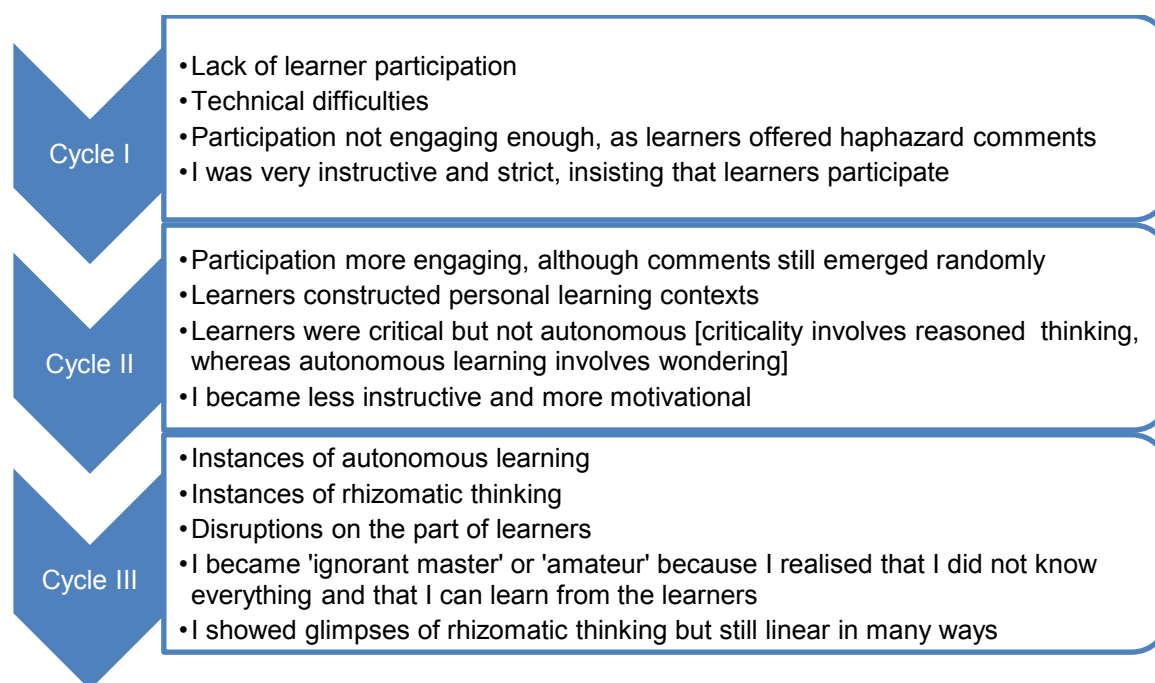 Cycle I
•Lack of learner participation
•Technical difficulties
•Participation not engaging enough, as learners offered haphazard comments
•I was very instructive and strict, insisting that learners participate
Cycle II
•Participation more engaging, although comments still emerged randomly
•Learners constructed personal learning contexts
•Learners were critical but not autonomous [criticality involves reasoned thinking,
whereas autonomous learning involves wondering]
•I became less instructive and more motivational
Cycle III
•Instances of autonomous learning
•Instances of rhizomatic thinking
•Disruptions on the part of learners
•I became 'ignorant master' or 'amateur' because I realised that I did not know
everything and that I can learn from the learners
•I showed glimpses of rhizomatic thinking but still linear in many ways